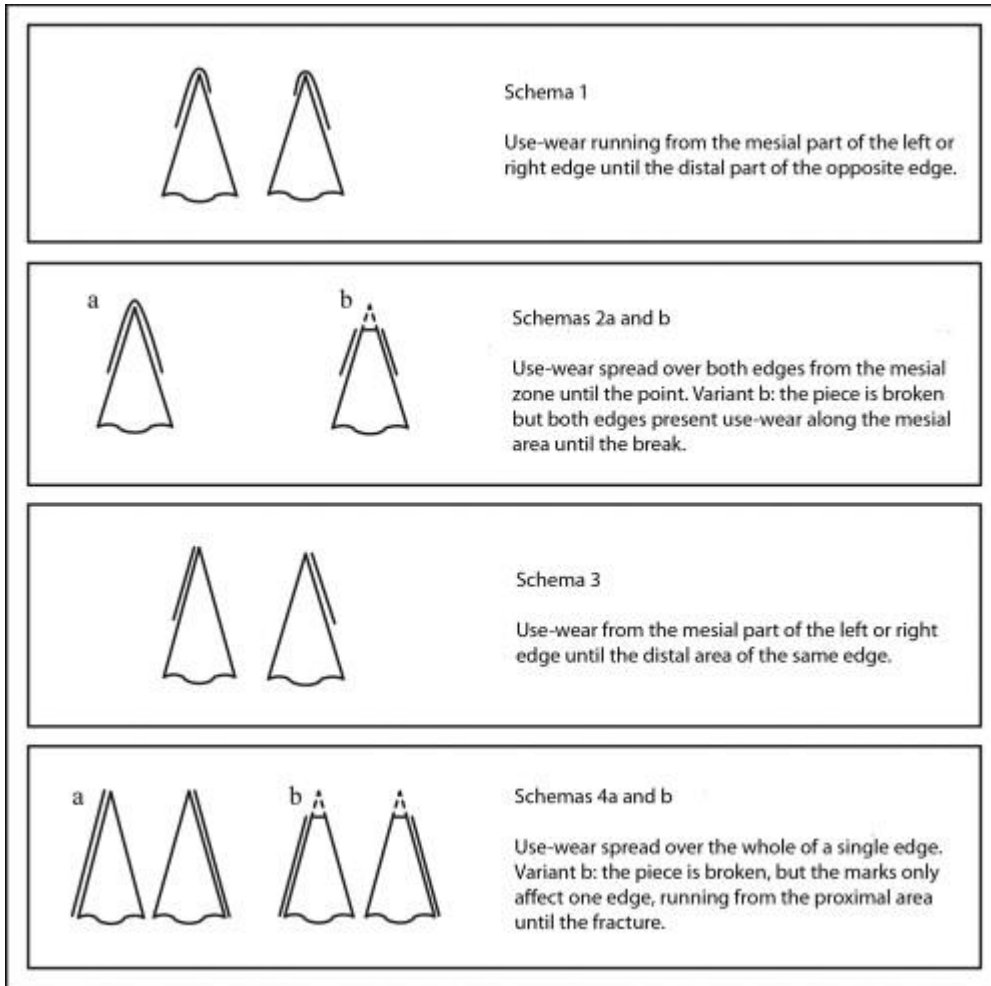 Schema 1
Use-wear running from the mesial part of the left or
right edge until the distal part of the opposite edge.
a
b
Schemas 2a and b
Use-wear spread over both edges from the mesial
zone until the point. Variant b: the piece is broken
but both edges present use-wear along the mesial
area until the break.
Schema 3
Use-wear from the mesial part of the left or right
edge until the distal area of the same edge.
a
b
Schemas 4a and b
Use-wear spread over the whole of a single edge.
Variant b: the piece is broken, but the marks only
affect one edge, running from the proximal area
until the fracture.